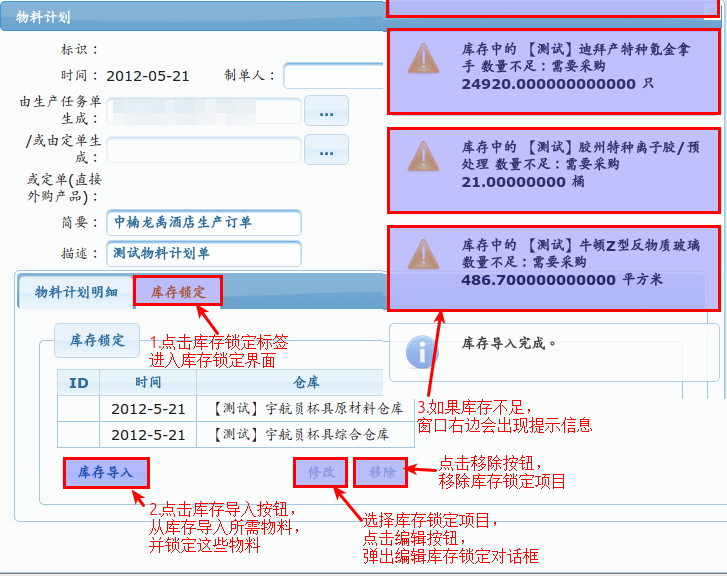 物料计划
标识：
时间：2012-05-21 制单人：
由生产任务单
生成：
...
/或由定单生
成：
...
或定单(直接
外购产品)：
简要：中楠龙禹酒店生产订单
描述：测试物料计划单
库存中的 【测试】迪拜产特种氪金拿
手 数量不足：需要采购
24920.000000000000 只
库存中的 【测试】胶州特种离子胶/预
处理 数量不足：需要采购
21.00000000 桶
库存中的 【测试】牛顿Z型反物质玻璃
数量不足：需要采购
486.700000000000 平方米
库存导入完成。
物料计划明细 库存锁定
1.点击库存锁定标签
进入库存锁定界面
库存锁定
ID 时间 仓库
2012-5-21 【测试】宇航员杯具原材料仓库
2012-5-21 【测试】宇航员杯具综合仓库
3.如果库存不足，
窗口右边会出现提示信息
库存导入 修改 移除
点击移除按钮，
移除库存锁定项目
2.点击库存导入按钮，
从库存导入所需物料，
并锁定这些物料
选择库存锁定项目，
点击编辑按钮，
弹出编辑库存锁定对话框